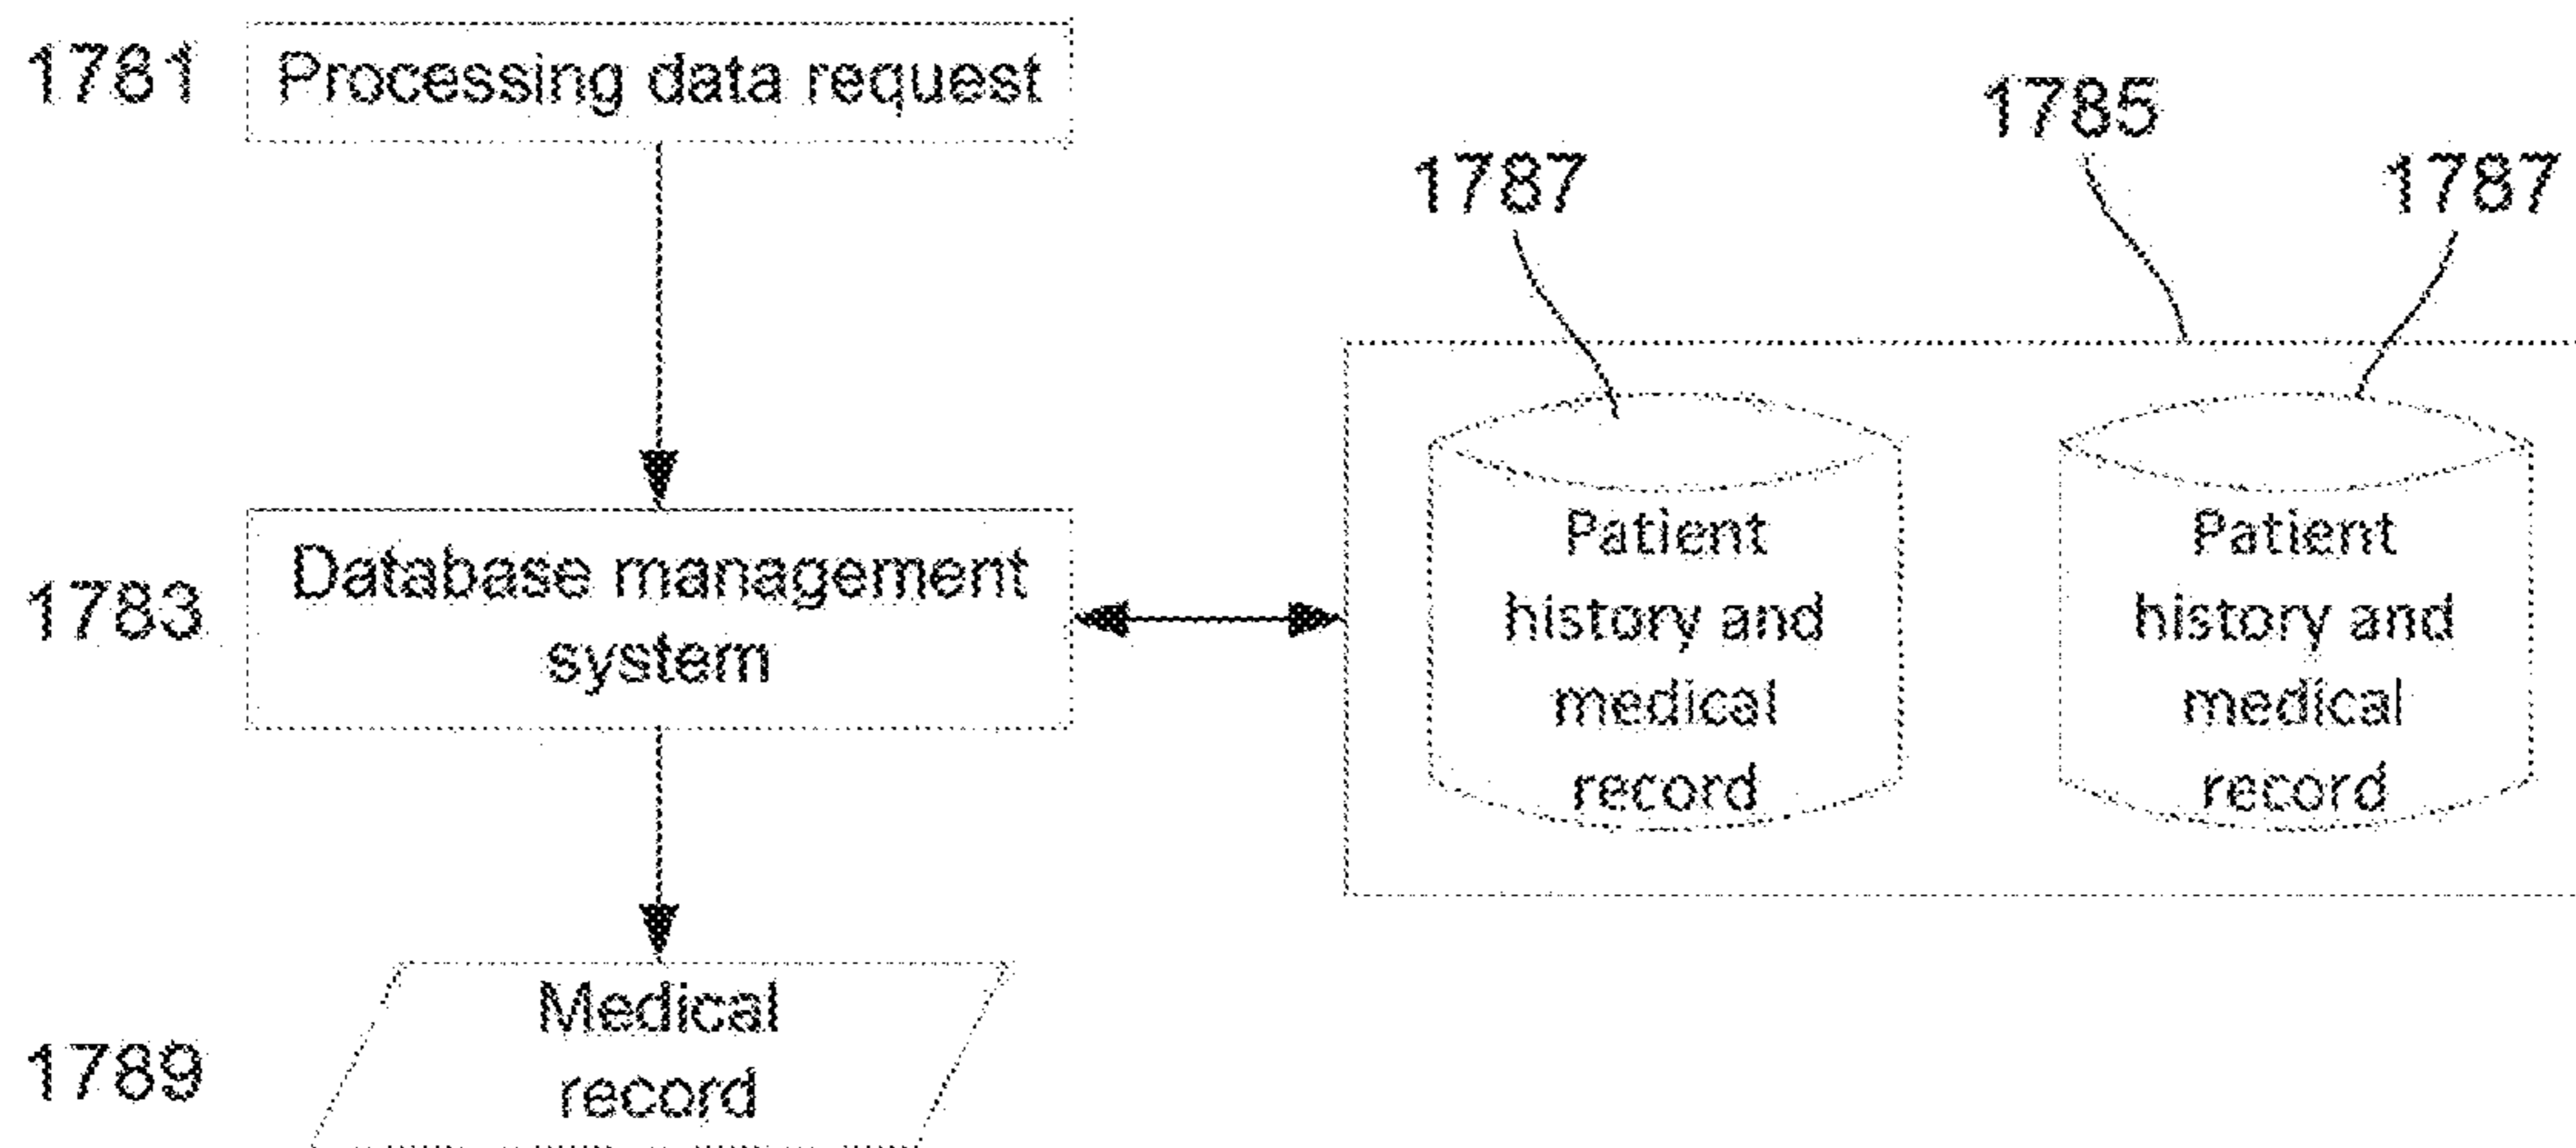 1781 Processing data request
1785
1787 1787
1783
Database management
system
Patient
history and
medical
record
Patient
history and
medical
record
1789
Medical
record